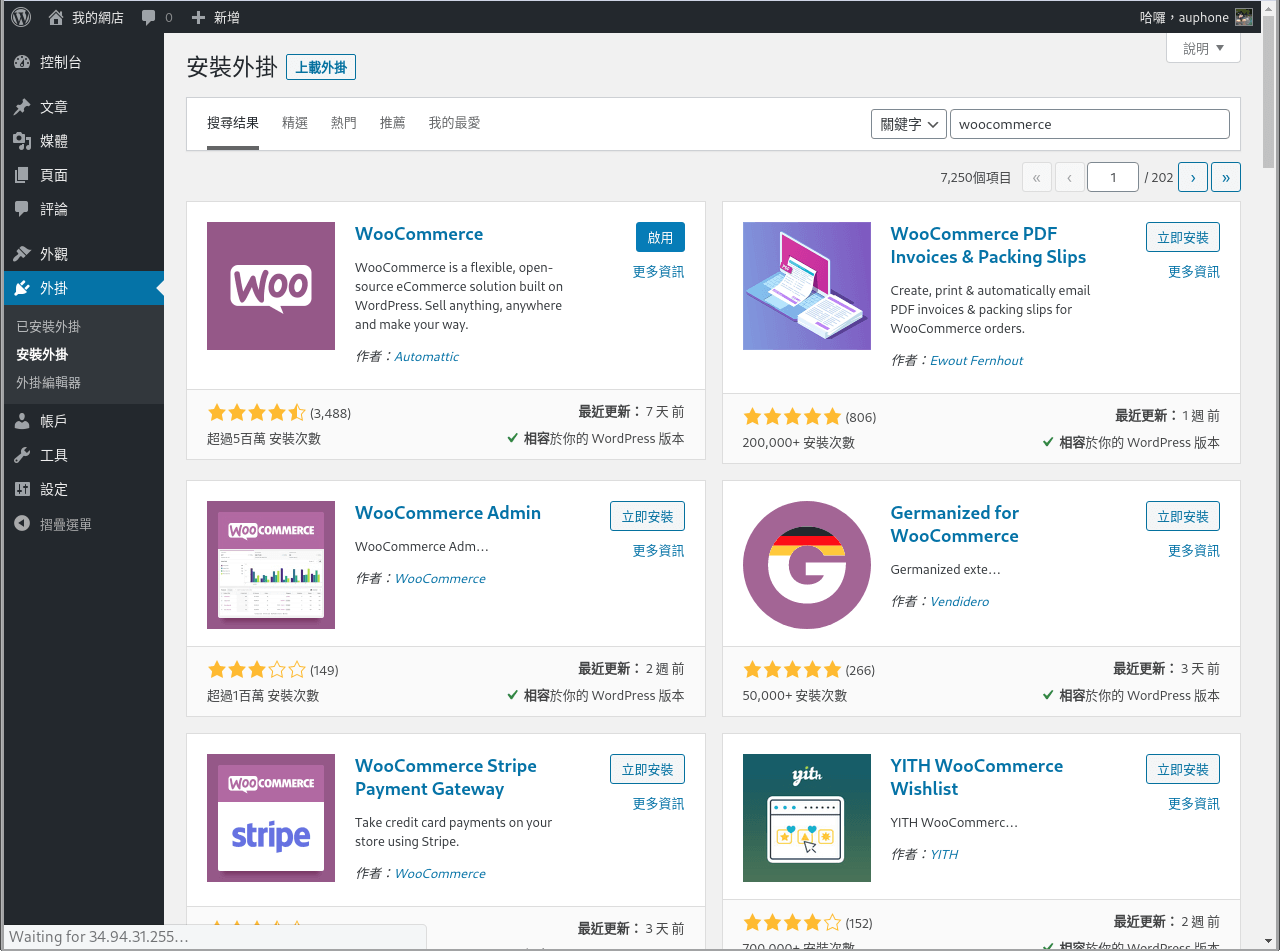 我的網店
0
新增
哈囉，auphone
控制台
文章
媒體
頁面
評論
外觀
外掛
已安裝外掛
安裝外掛
外掛編輯器
帳戶
工具
設定
摺疊選單
說明
安裝外掛
上載外掛
搜尋结果
精選
熱門
推薦
我的最愛
關鍵字
woocommerce
7,250個項目
«
‹
1
/ 202
›
»
WOO
WooCommerce
WooCommerce is a flexible, open-
source eCommerce solution built on
WordPress. Sell anything, anywhere
and make your way.
作者：Automattic
啟用
更多資訊
(3,488)
超過5百萬 安裝次數
最近更新： 7 天 前
相容於你的 WordPress 版本
PDF
WooCommerce PDF
Invoices & Packing Slips
Create, print & automatically email
PDF invoices & packing slips for
WooCommerce orders.
作者：Ewout Fernhout
立即安裝
更多資訊
(806)
200,000+ 安裝次數
最近更新： 1 週 前
相容於你的 WordPress 版本
WOO COMMERCE
WooCommerce Admin
WooCommerce Adm…
作者：WooCommerce
立即安裝
更多資訊
(149)
超過1百萬 安裝次數
最近更新： 2 週 前
相容於你的 WordPress 版本
G
Germanized for
WooCommerce
Germanized exte…
作者：Vendidero
立即安裝
更多資訊
(266)
50,000+ 安裝次數
最近更新： 3 天 前
相容於你的 WordPress 版本
WOO COMMERCE
stripe
WooCommerce Stripe
Payment Gateway
Take credit card payments on your
store using Stripe.
作者：WooCommerce
立即安裝
更多資訊
最近更新： 3 天 前
yith
YITH WooCommerce
Wishlist
YITH WooCommerc…
作者：YITH
立即安裝
更多資訊
(152)
700,000+ 安裝次數
最近更新： 2 週 前
相容於你的 WordPress 版本
Waiting for 34.94.31.255…